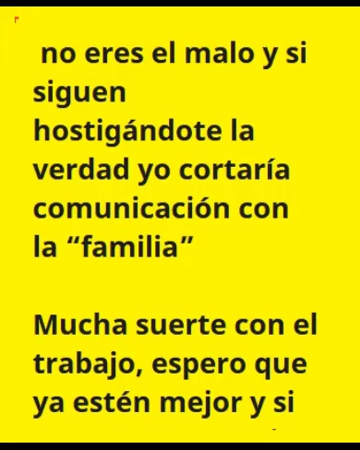 no eres el malo y si
siguen
hostigándote la
verdad yo cortaría
comunicación con
la “familia”
Mucha suerte con el
trabajo, espero que
ya estén mejor y si